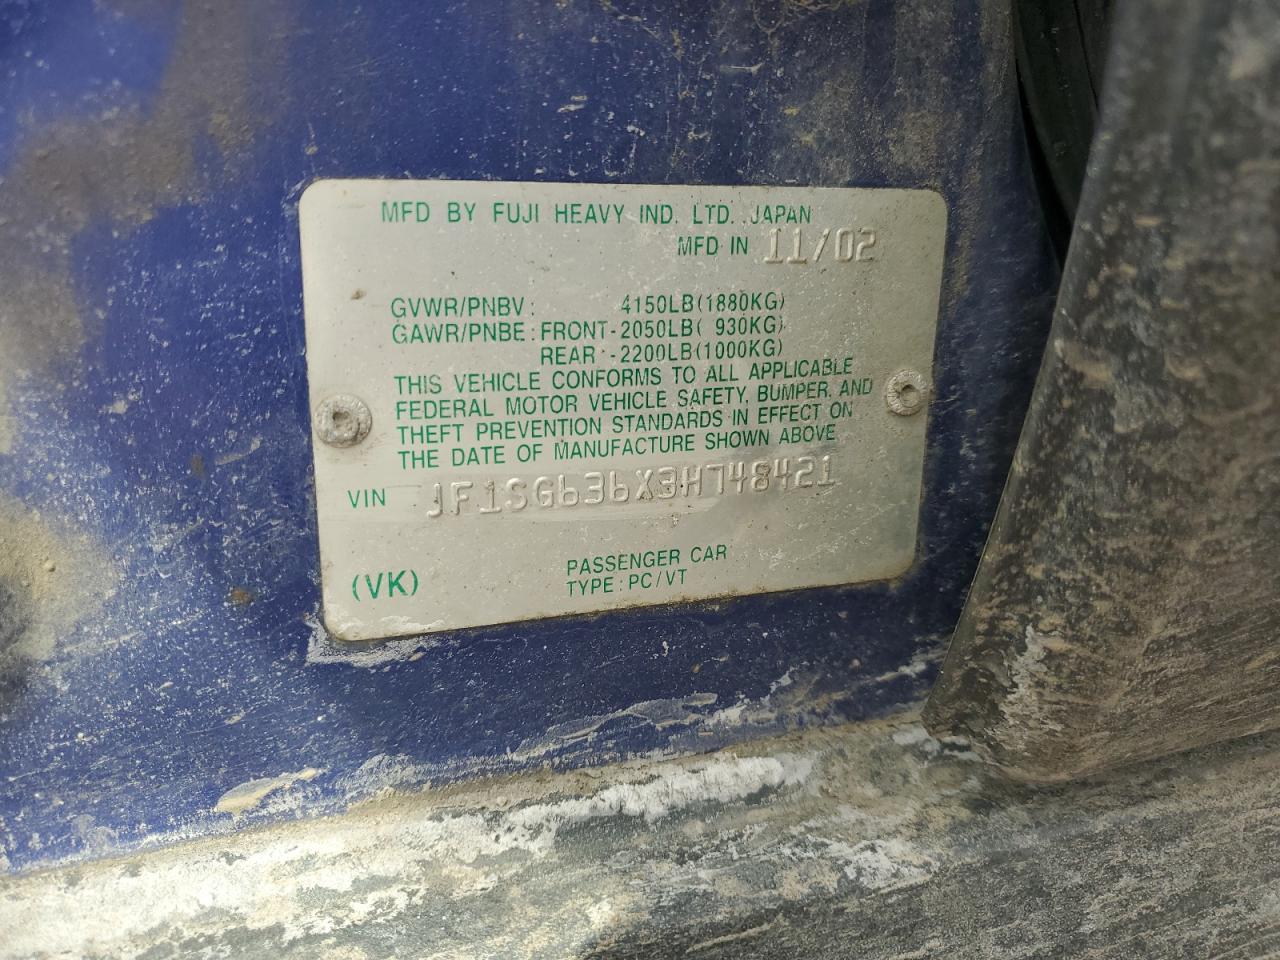 MFD BY FUJI HEAVY IND. LTD. JAPAN
MFD IN 11/02
GVWR/PNBV: 4150LB(1880KG)
GAWR/PNBE: FRONT-2050LB( 930KG)
REAR -2200LB(1000KG)
THIS VEHICLE CONFORMS TO ALL APPLICABLE
FEDERAL MOTOR VEHICLE SAFETY, BUMPER, AND
THEFT PREVENTION STANDARDS IN EFFECT ON
THE DATE OF MANUFACTURE SHOWN ABOVE
VIN JF1SG636X3H748421
PASSENGER CAR
(VK) TYPE: PC/VT